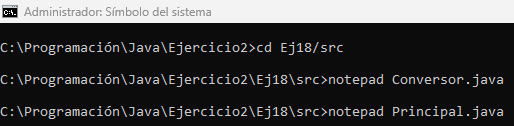 Administrador: Símbolo del sistema
C:\Programación\Java\Ejercicio2>cd Ej18/src
C:\Programación\Java\Ejercicio2\Ej18\src>notepad Conversor.java
C:\Programación\Java\Ejercicio2\Ej18\src>notepad Principal.java